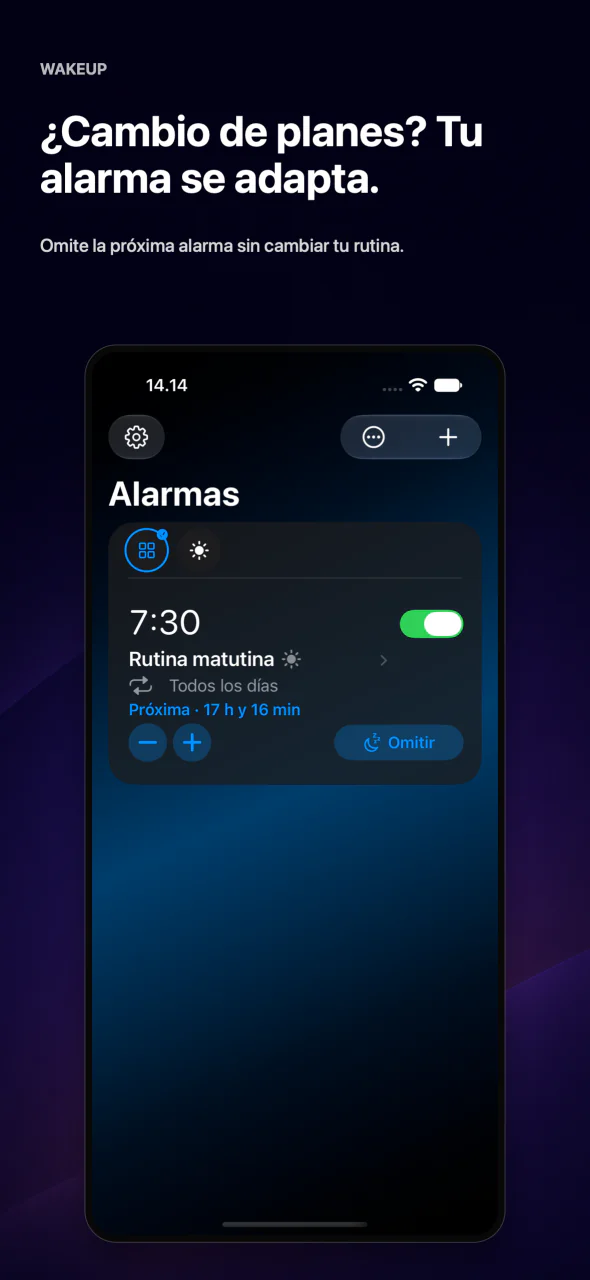 WAKEUP
¿Cambio de planes? Tu
alarma se adapta.
Omite la próxima alarma sin cambiar tu rutina.
14.14
Alarmas
7:30
Rutina matutina
Todos los días
Próxima · 17 h y 16 min
Omitir